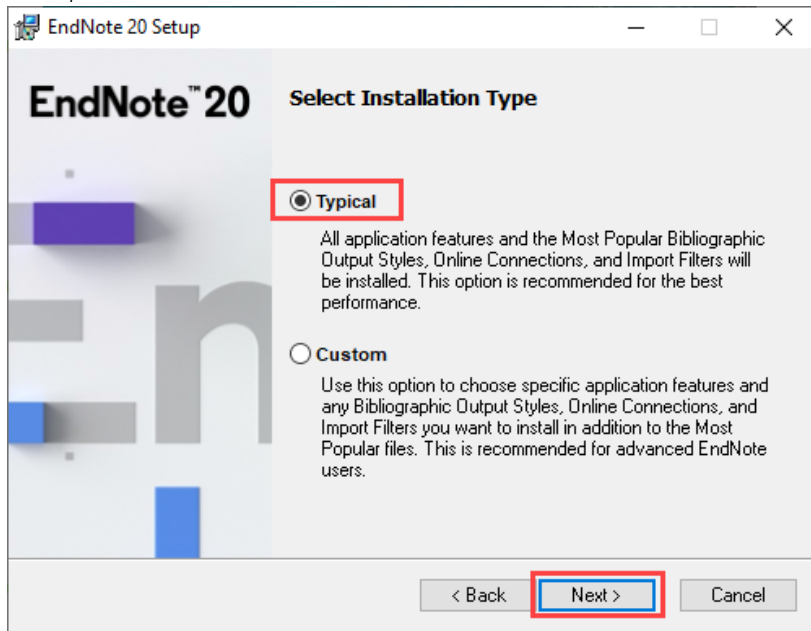 EndNote 20 Setup
EndNote™20
Select Installation Type
Typical
All application features and the Most Popular Bibliographic
Output Styles, Online Connections, and Import Filters will
be installed. This option is recommended for the best
performance.
Custom
Use this option to choose specific application features and
any Bibliographic Output Styles, Online Connections, and
Import Filters you want to install in addition to the Most
Popular files. This is recommended for advanced EndNote
users.
< Back Next > Cancel